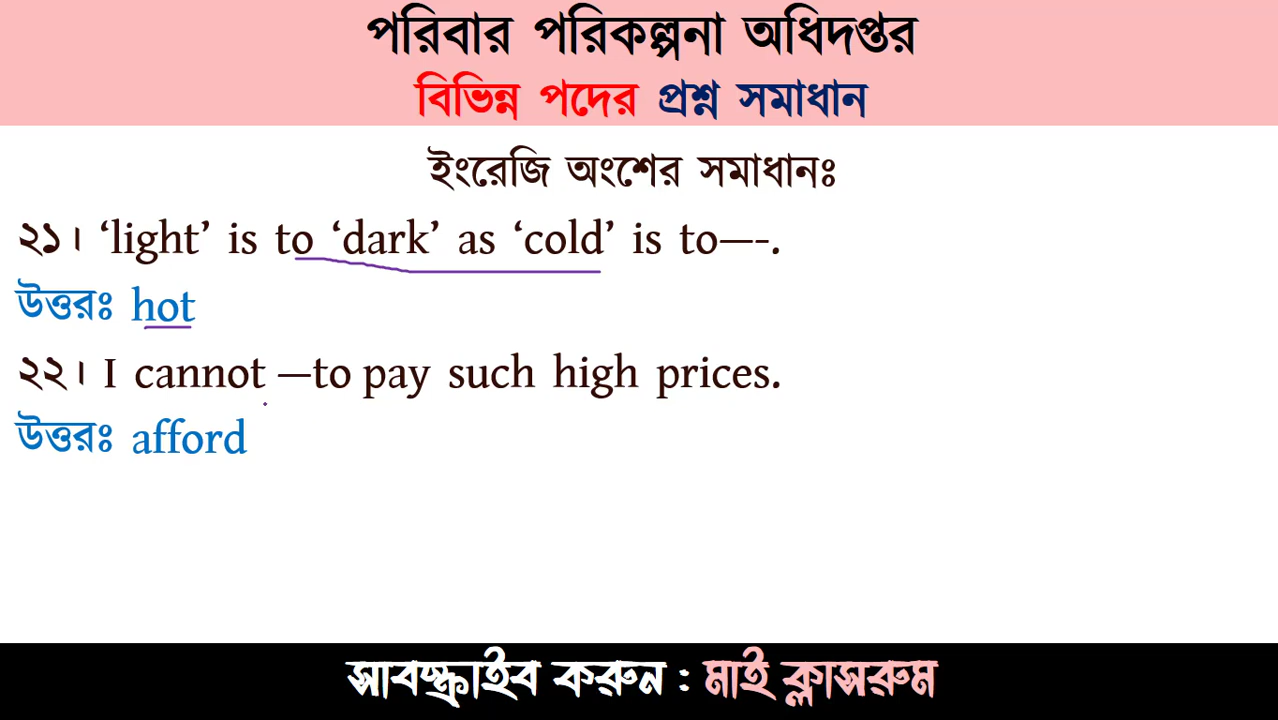 পরিবার পরিকল্পনা অধিদপ্তর
বিভিন্ন পদের প্রশ্ন সমাধান
ইংরেজি অংশের সমাধানঃ
২১। ‘light’ is to ‘dark’ as ‘cold’ is to—-.
উত্তরঃ hot
২২। I cannot —to pay such high prices.
উত্তরঃ afford
সাবস্ক্রাইব করুন : মাই ক্লাসরুম